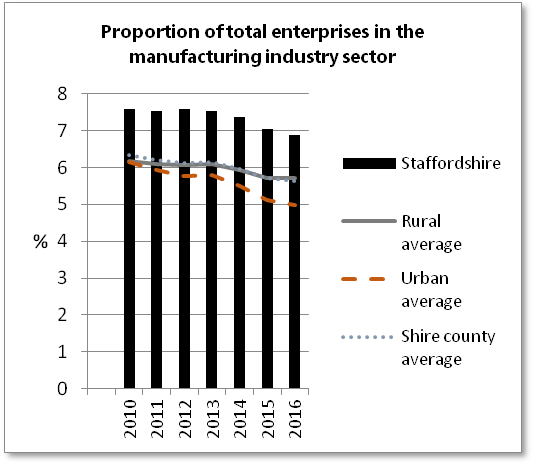 Proportion of total enterprises in the
manufacturing industry sector
8
7
6
5
4
3
2
1
0
%
2010
2011
2012
2013
2014
2015
2016
Staffordshire
Rural
average
Urban
average
Shire county
average